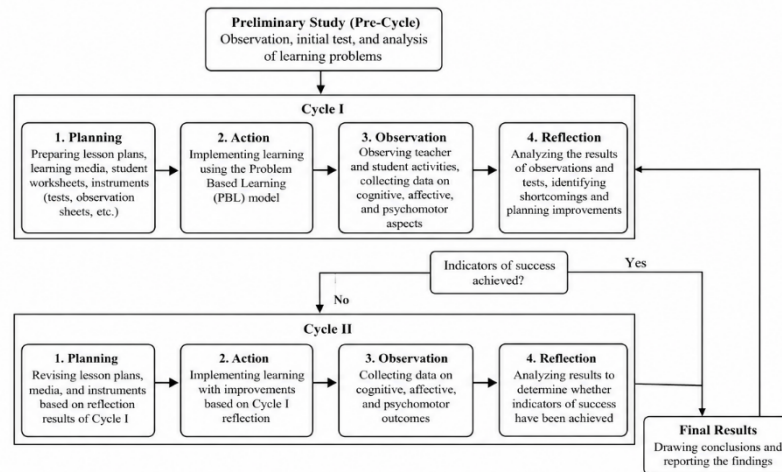 Preliminary Study (Pre-Cycle)
Observation, initial test, and analysis
of learning problems
Cycle I
1. Planning
Preparing lesson plans,
learning media, student
worksheets, instruments
(tests, observation
sheets, etc.)
2. Action
Implementing learning
using the Problem
Based Learning
(PBL) model
3. Observation
Observing teacher
and student activities,
collecting data on
cognitive, affective,
and psychomotor
aspects
4. Reflection
Analyzing the results
of observations and
tests, identifying
shortcomings and
planning improvements
Indicators of success
achieved?
Yes
No
Cycle II
1. Planning
Revising lesson plans,
media, and instruments
based on reflection
results of Cycle I
2. Action
Implementing learning
with improvements
based on Cycle I
reflection
3. Observation
Collecting data on
cognitive, affective,
and psychomotor
outcomes
4. Reflection
Analyzing results to
determine whether
indicators of success
have been achieved
Final Results
Drawing conclusions and
reporting the findings